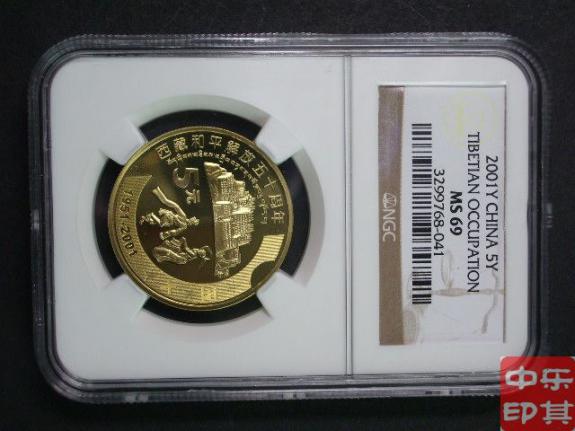 西藏和平解放五十周年
5元
1951-2001
2001Y CHINA 5Y
TIBETIAN OCCUPATION
MS 69
3299768-041
NGC
中乐
印其